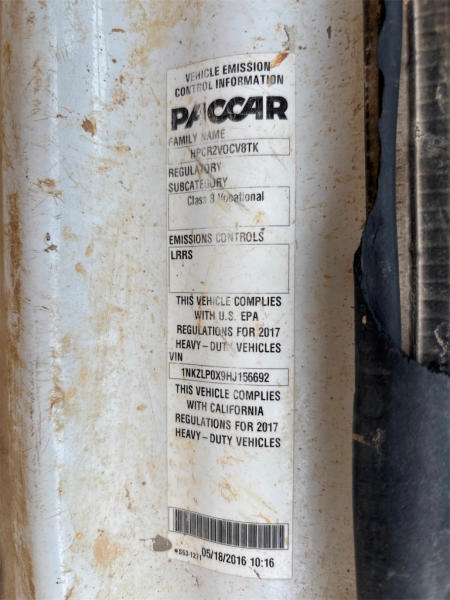 VEHICLE EMISSION
CONTROL INFORMATION
PACCAR
FAMILY NAME
HPCR2VOCV8TK
REGULATORY
SUBCATEGORY
Class 8 Vocational
EMISSIONS CONTROLS
LRRS
THIS VEHICLE COMPLIES
WITH U.S. EPA
REGULATIONS FOR 2017
HEAVY-DUTY VEHICLES
VIN
1NKZLP0X9HJ156692
THIS VEHICLE COMPLIES
WITH CALIFORNIA
REGULATIONS FOR 2017
HEAVY-DUTY VEHICLES
05/18/2016 10:16